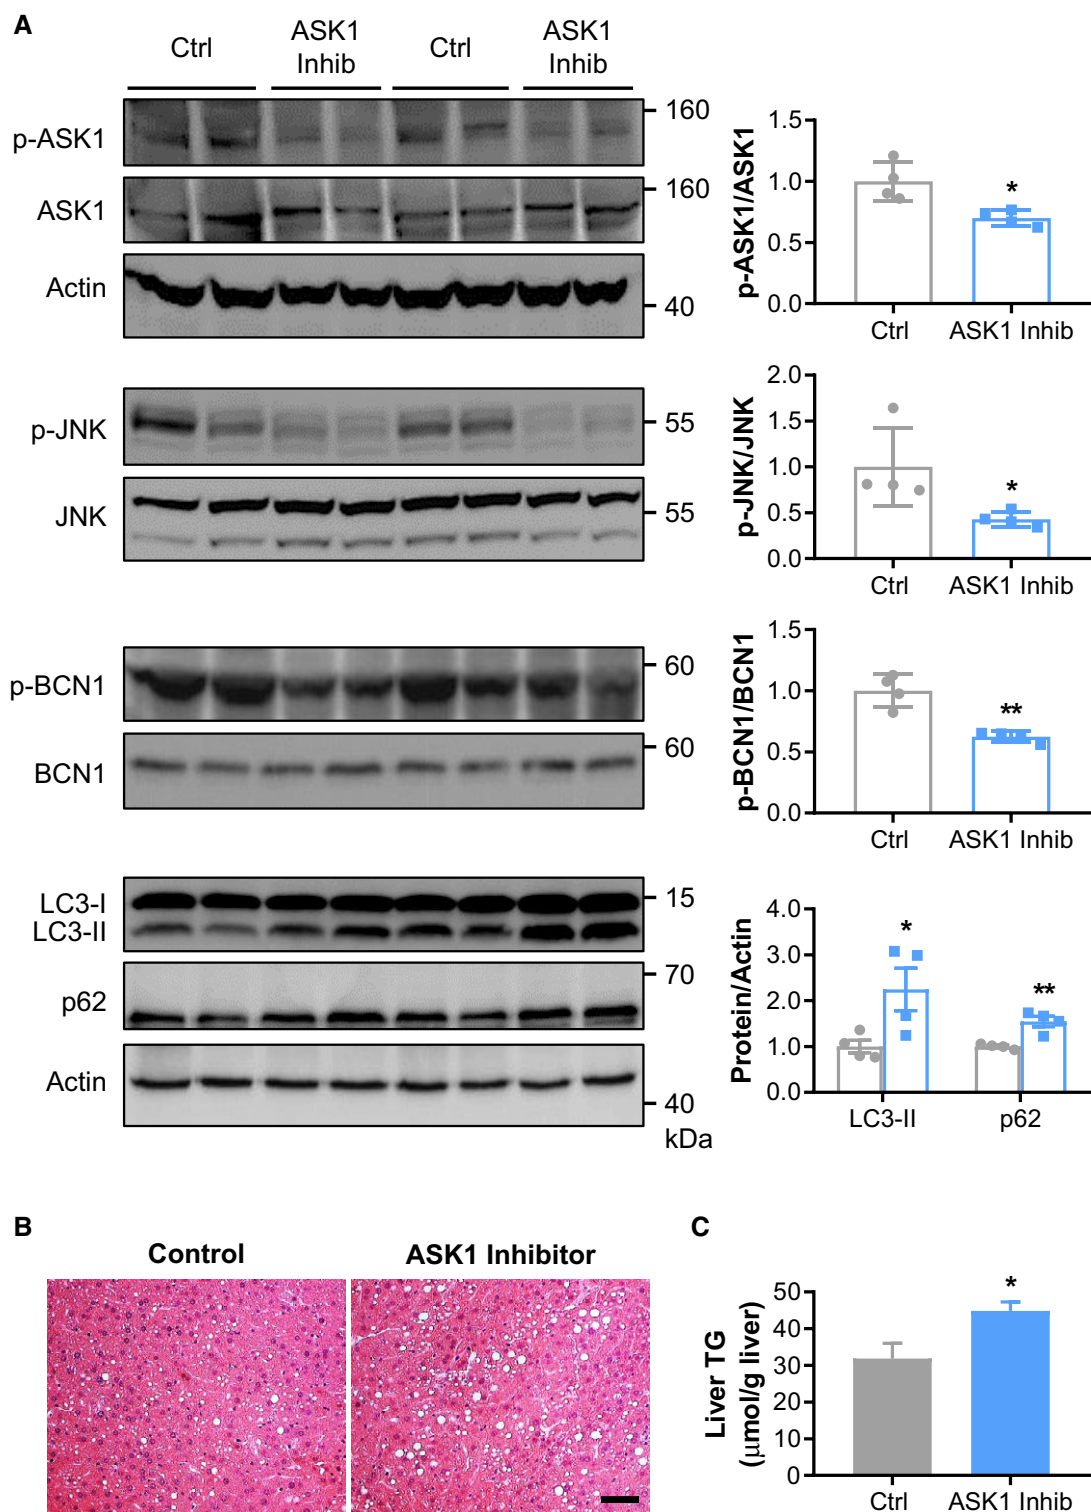 A
Ctrl
ASK1
Inhib
Ctrl
ASK1
Inhib
p-ASK1
160
ASK1
160
Actin
40
p-JNK
55
JNK
55
p-BCN1
60
BCN1
60
LC3-I
15
LC3-II
p62
70
Actin
40
kDa
p-ASK1/ASK1
1.5
1.0
0.5
0.0
*
Ctrl
ASK1 Inhib
p-JNK/JNK
2.0
1.5
1.0
0.5
0.0
*
Ctrl
ASK1 Inhib
p-BCN1/BCN1
1.5
1.0
0.5
0.0
**
Ctrl
ASK1 Inhib
Protein/Actin
4.0
3.0
2.0
1.0
0.0
*
**
LC3-II
p62
B
Control
ASK1 Inhibitor
C
Liver TG
(μmol/g liver)
50
40
30
20
10
0
*
Ctrl
ASK1 Inhib